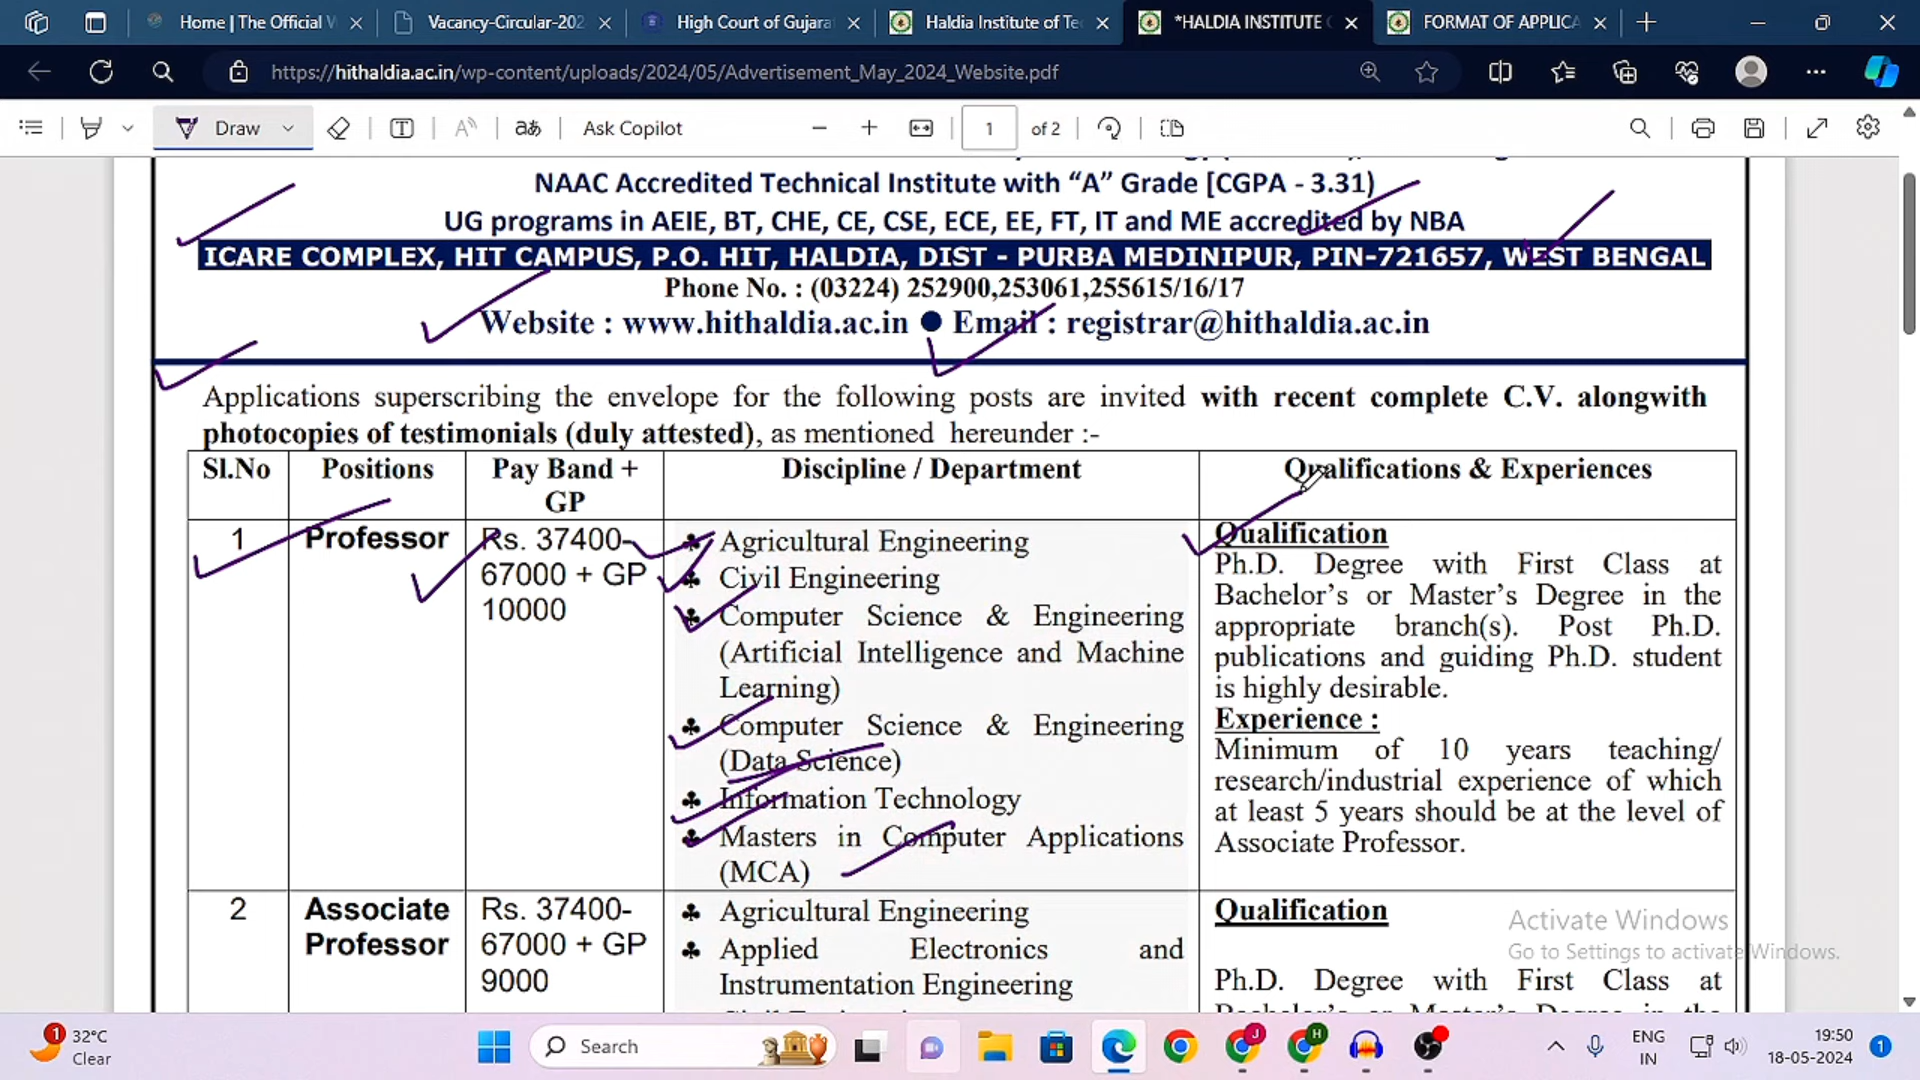 Home | The Official W
Vacancy-Circular-202
High Court of Gujara
Haldia Institute of Te
*HALDIA INSTITUTE O
FORMAT OF APPLICA
https://hithaldia.ac.in/wp-content/uploads/2024/05/Advertisement_May_2024_Website.pdf
Draw
Ask Copilot
1 of 2
NAAC Accredited Technical Institute with “A” Grade [CGPA - 3.31)
UG programs in AEIE, BT, CHE, CE, CSE, ECE, EE, FT, IT and ME accredited by NBA
ICARE COMPLEX, HIT CAMPUS, P.O. HIT, HALDIA, DIST - PURBA MEDINIPUR, PIN-721657, WEST BENGAL
Phone No. : (03224) 252900,253061,255615/16/17
Website : www.hithaldia.ac.in ● Email : registrar@hithaldia.ac.in
Applications superscribing the envelope for the following posts are invited with recent complete C.V. alongwith
photocopies of testimonials (duly attested), as mentioned hereunder :-
Sl.No
Positions
Pay Band +
GP
Discipline / Department
Qualifications & Experiences
1
Professor
Rs. 37400-
67000 + GP
10000
♣ Agricultural Engineering
♣ Civil Engineering
♣ Computer Science & Engineering
(Artificial Intelligence and Machine
Learning)
♣ Computer Science & Engineering
(Data Science)
♣ Information Technology
♣ Masters in Computer Applications
(MCA)
Qualification
Ph.D. Degree with First Class at
Bachelor’s or Master’s Degree in the
appropriate branch(s). Post Ph.D.
publications and guiding Ph.D. student
is highly desirable.
Experience :
Minimum of 10 years teaching/
research/industrial experience of which
at least 5 years should be at the level of
Associate Professor.
2
Associate
Professor
Rs. 37400-
67000 + GP
9000
♣ Agricultural Engineering
♣ Applied Electronics and
Instrumentation Engineering
Qualification
Ph.D. Degree with First Class at
Activate Windows
Go to Settings to activate Windows.
1
32°C
Clear
Search
J
H
ENG
IN
19:50
18-05-2024
1